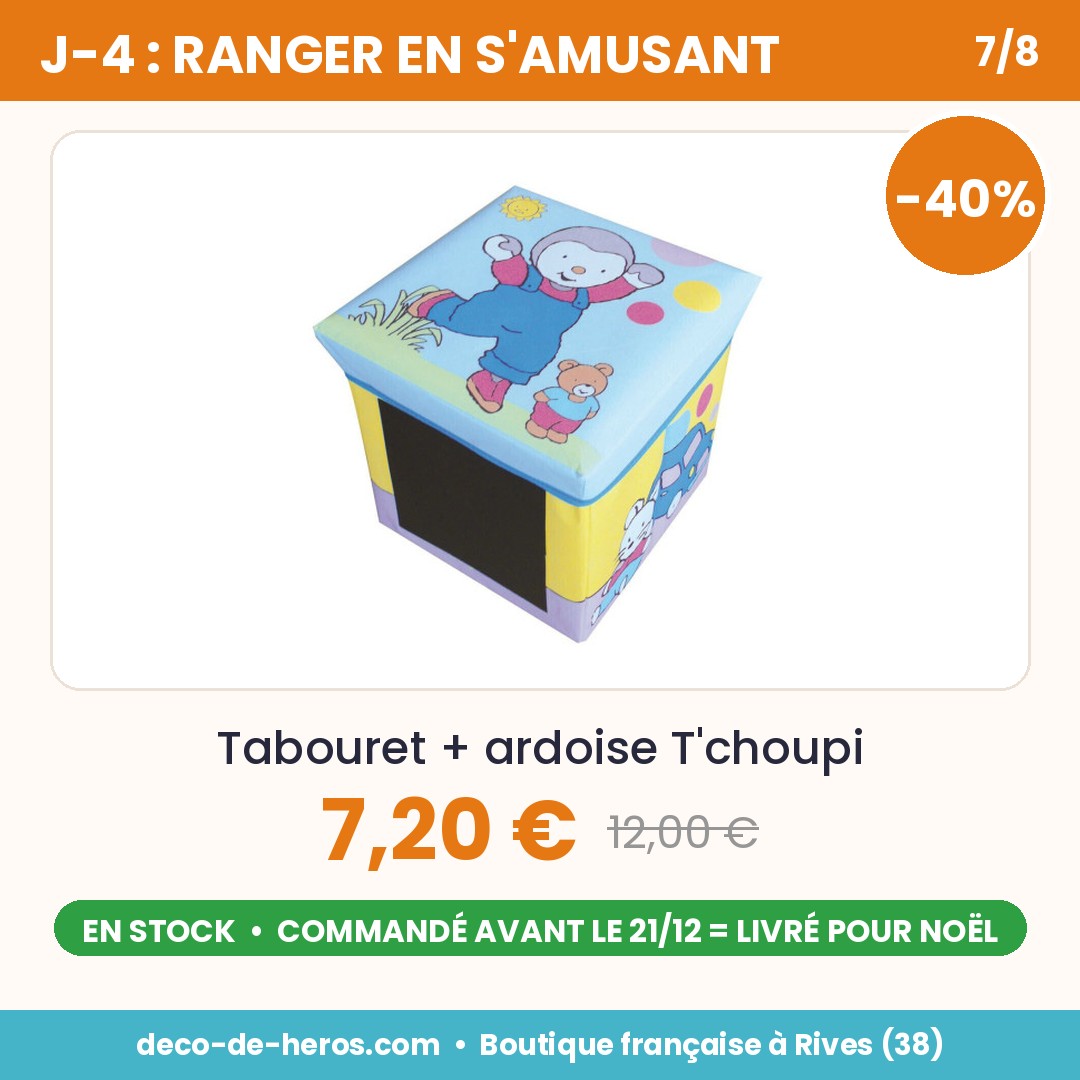 J-4 : RANGER EN S'AMUSANT
7/8
-40%
Tabouret + ardoise T'choupi
7,20 € 12,00 €
EN STOCK • COMMANDÉ AVANT LE 21/12 = LIVRÉ POUR NOËL
deco-de-heros.com • Boutique française à Rives (38)